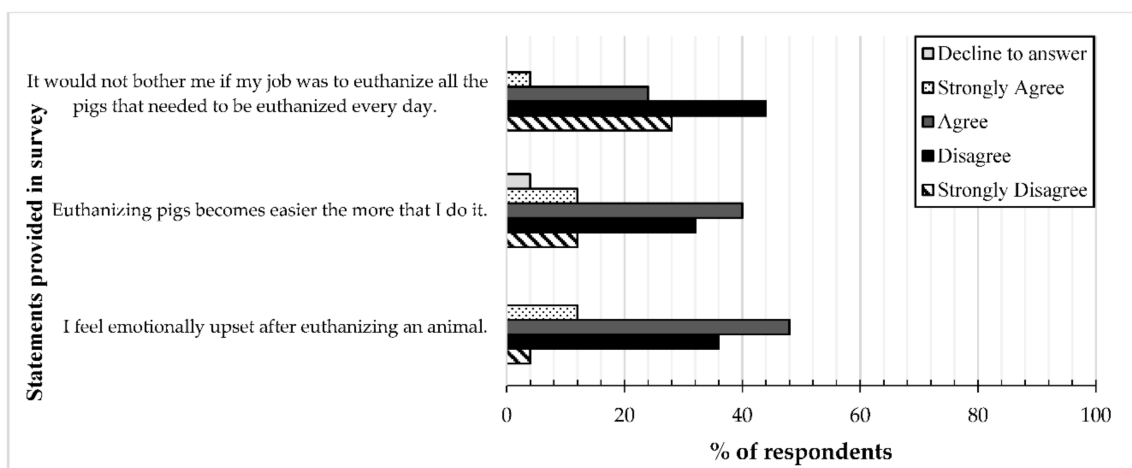 Statements provided in survey
It would not bother me if my job was to euthanize all the
pigs that needed to be euthanized every day.
Euthanizing pigs becomes easier the more that I do it.
I feel emotionally upset after euthanizing an animal.
Decline to answer
Strongly Agree
Agree
Disagree
Strongly Disagree
0 20 40 60 80 100
% of respondents